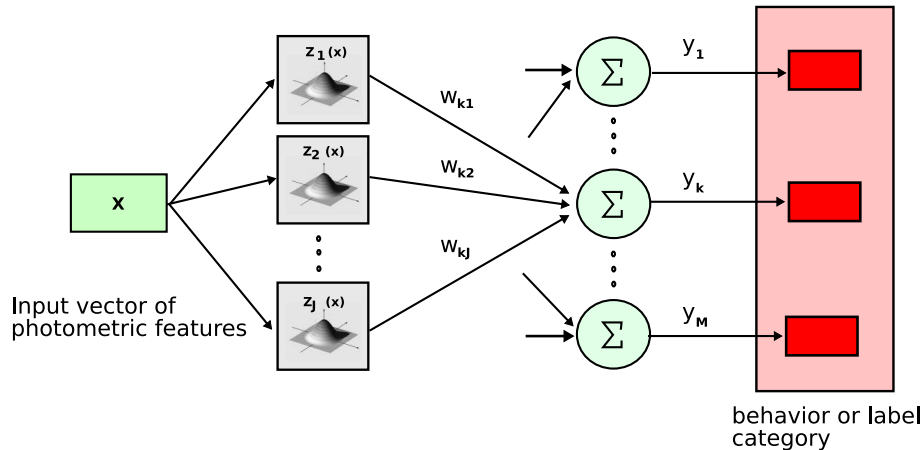 X
Input vector of
photometric features
Z1 (x)
Z2 (x)
ZJ (x)
wk1
wk2
wkJ
Σ
Σ
Σ
y1
yk
yM
behavior or label
category